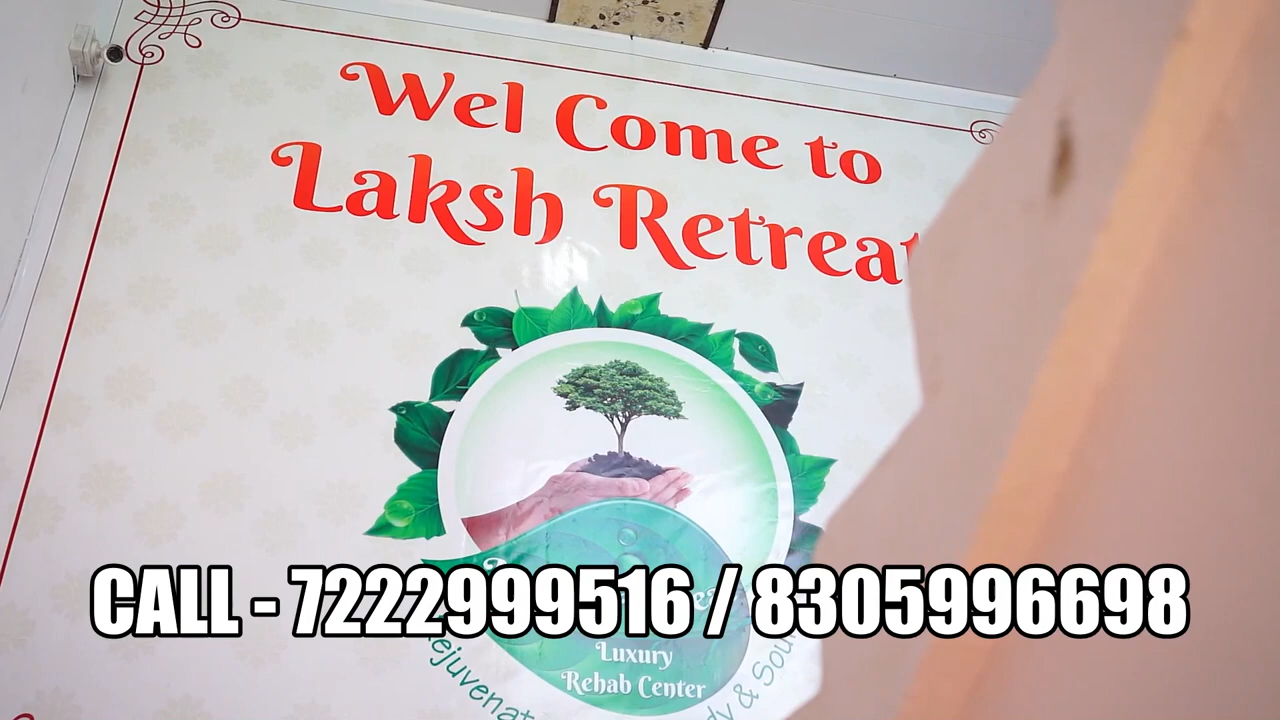 Wel Come to
Laksh Retreat
CALL - 7222999516 / 8305996698
Luxury
Rehab Center